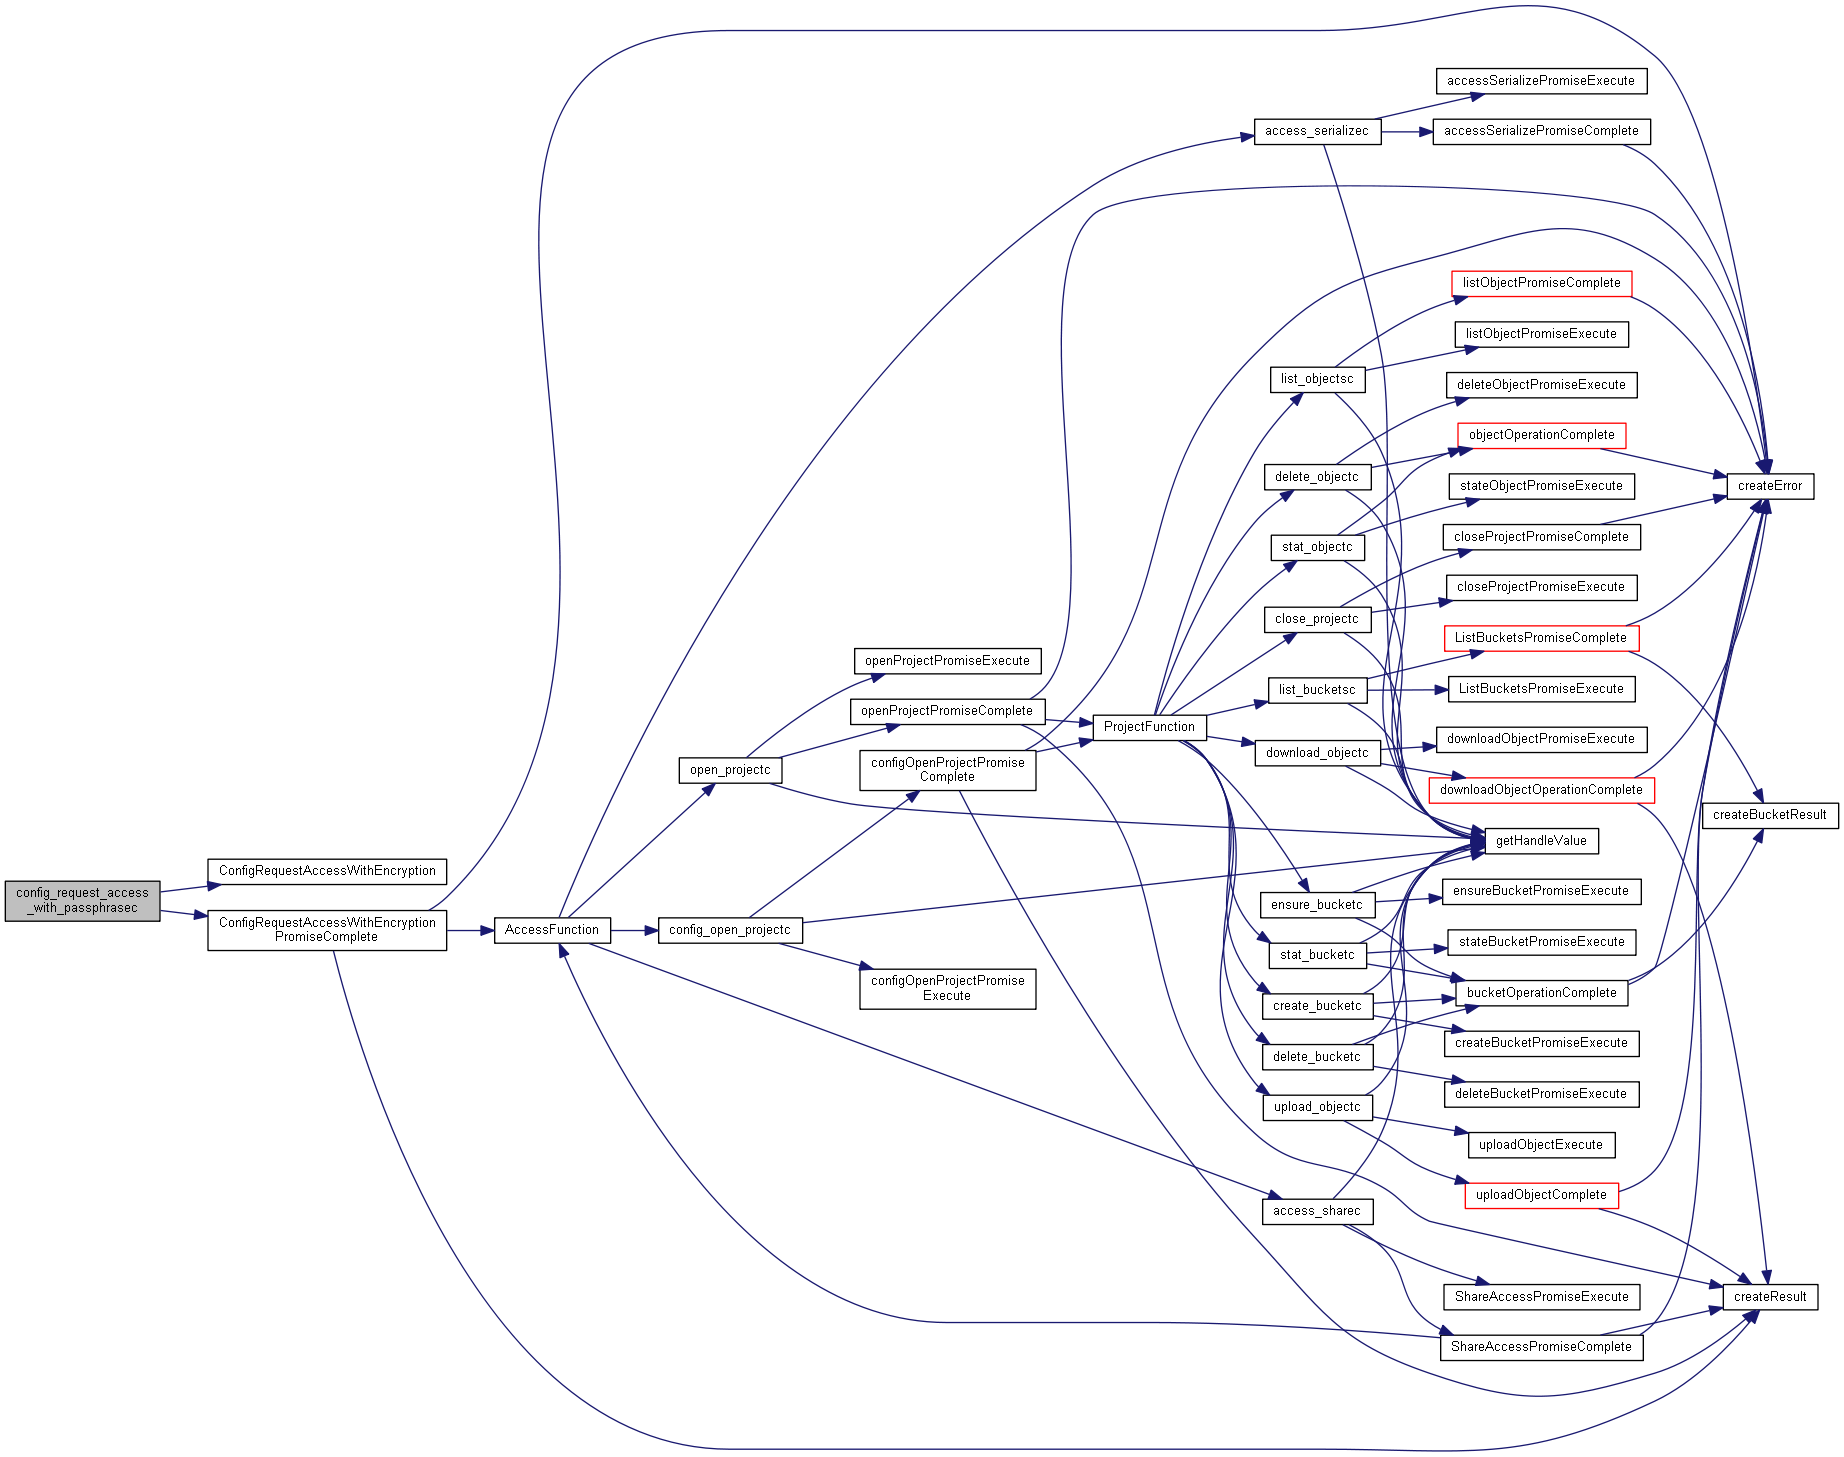 config_request_access
_with_passphrasec
ConfigRequestAccessWithEncryption
ConfigRequestAccessWithEncryption
PromiseComplete
AccessFunction
open_projectc
config_open_projectc
openProjectPromiseExecute
openProjectPromiseComplete
configOpenProjectPromise
Complete
configOpenProjectPromise
Execute
ProjectFunction
access_serializec
list_objectsc
delete_objectc
stat_objectc
close_projectc
list_bucketsc
download_objectc
ensure_bucketc
stat_bucketc
create_bucketc
delete_bucketc
upload_objectc
access_sharec
accessSerializePromiseExecute
accessSerializePromiseComplete
listObjectPromiseComplete
listObjectPromiseExecute
deleteObjectPromiseExecute
objectOperationComplete
stateObjectPromiseExecute
closeProjectPromiseComplete
closeProjectPromiseExecute
ListBucketsPromiseComplete
ListBucketsPromiseExecute
downloadObjectPromiseExecute
downloadObjectOperationComplete
getHandleValue
ensureBucketPromiseExecute
stateBucketPromiseExecute
bucketOperationComplete
createBucketPromiseExecute
deleteBucketPromiseExecute
uploadObjectExecute
uploadObjectComplete
ShareAccessPromiseExecute
ShareAccessPromiseComplete
createError
createBucketResult
createResult